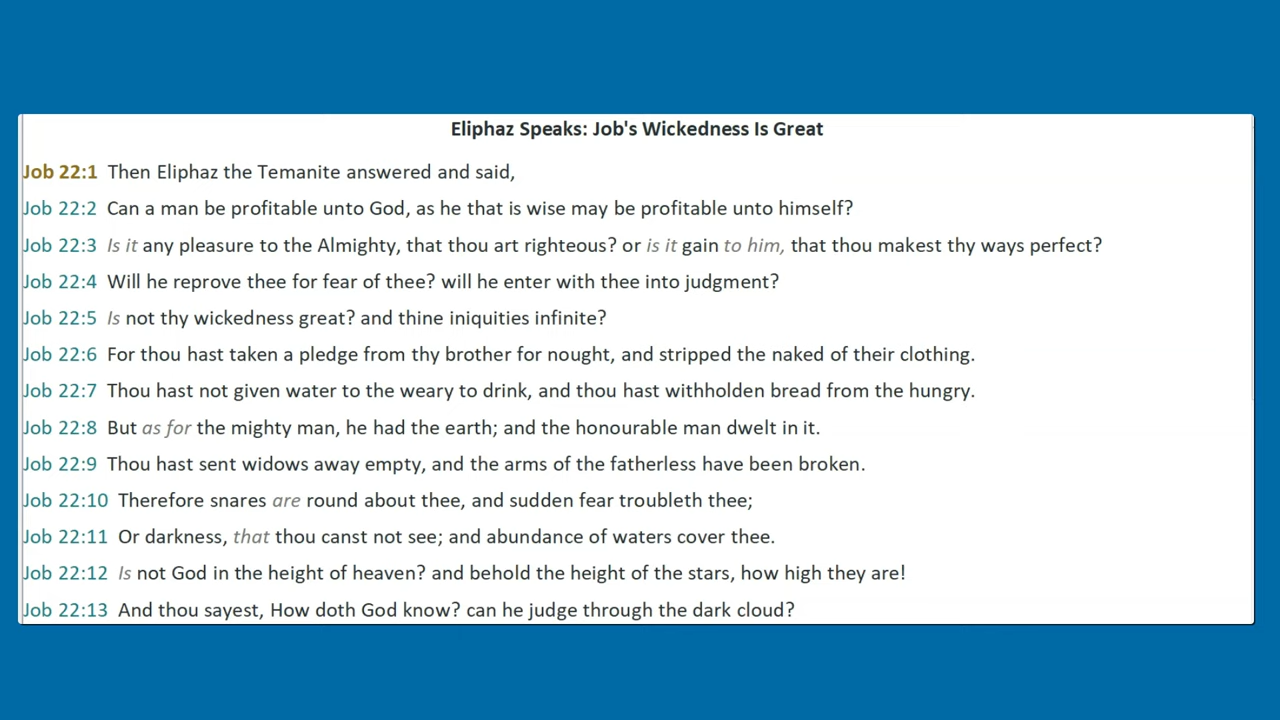 Eliphaz Speaks: Job's Wickedness Is Great
Job 22:1 Then Eliphaz the Temanite answered and said,
Job 22:2 Can a man be profitable unto God, as he that is wise may be profitable unto himself?
Job 22:3 Is it any pleasure to the Almighty, that thou art righteous? or is it gain to him, that thou makest thy ways perfect?
Job 22:4 Will he reprove thee for fear of thee? will he enter with thee into judgment?
Job 22:5 Is not thy wickedness great? and thine iniquities infinite?
Job 22:6 For thou hast taken a pledge from thy brother for nought, and stripped the naked of their clothing.
Job 22:7 Thou hast not given water to the weary to drink, and thou hast withholden bread from the hungry.
Job 22:8 But as for the mighty man, he had the earth; and the honourable man dwelt in it.
Job 22:9 Thou hast sent widows away empty, and the arms of the fatherless have been broken.
Job 22:10 Therefore snares are round about thee, and sudden fear troubleth thee;
Job 22:11 Or darkness, that thou canst not see; and abundance of waters cover thee.
Job 22:12 Is not God in the height of heaven? and behold the height of the stars, how high they are!
Job 22:13 And thou sayest, How doth God know? can he judge through the dark cloud?